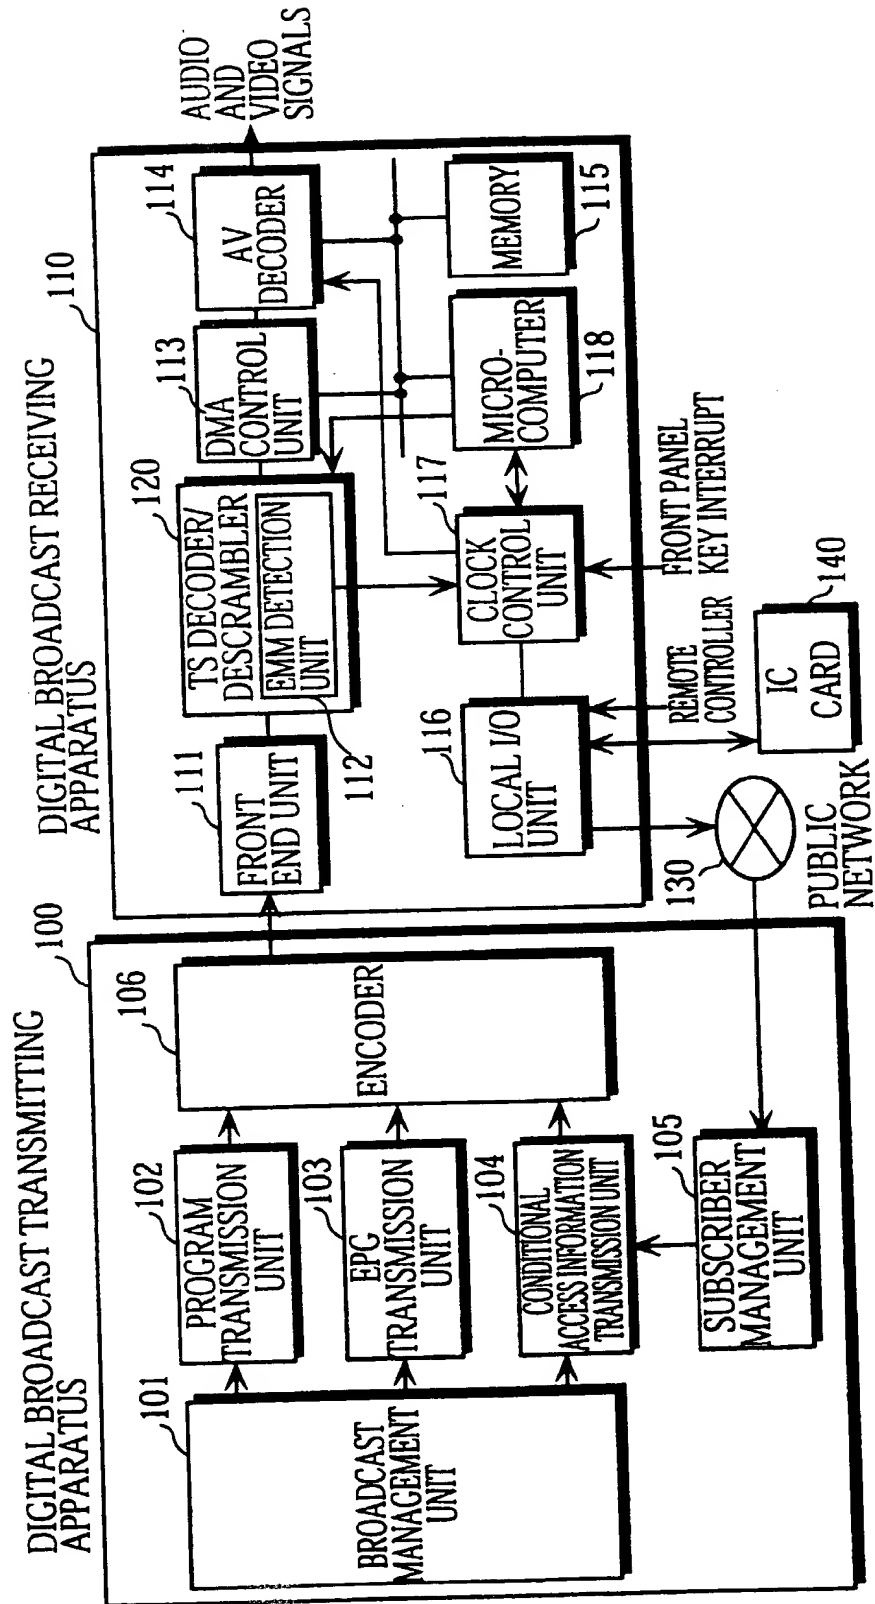 DIGITAL BROADCAST TRANSMITTING
APPARATUS
100
101
BROADCAST
MANAGEMENT
UNIT
102
PROGRAM
TRANSMISSION
UNIT
103
EPG
TRANSMISSION
UNIT
104
CONDITIONAL
ACCESS INFORMATION
TRANSMISSION UNIT
105
SUBSCRIBER
MANAGEMENT
UNIT
106
ENCODER
DIGITAL BROADCAST RECEIVING
APPARATUS
110
111
FRONT
END UNIT
120
TS DECODER/
DESCRAMBLER
EMM DETECTION
UNIT
112
113
DMA
CONTROL
UNIT
114
AV
DECODER
AUDIO
AND
VIDEO
SIGNALS
116
LOCAL I/O
UNIT
117
CLOCK
CONTROL
UNIT
MICRO-
COMPUTER
118
MEMORY
115
REMOTE
CONTROLLER
FRONT PANEL
KEY INTERRUPT
130
PUBLIC
NETWORK
IC
CARD
140